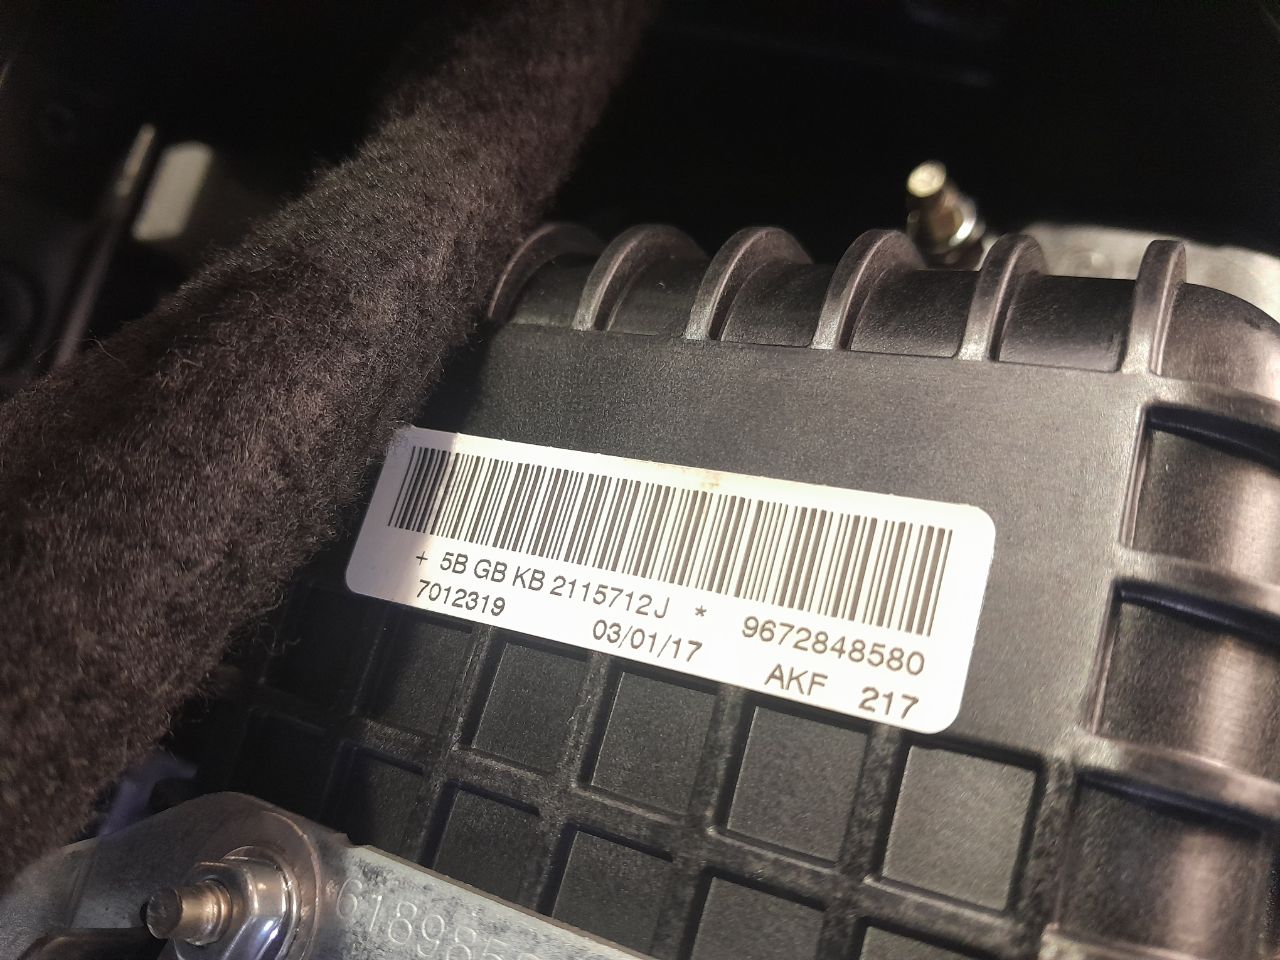 + 5B GB KB 2115712J * 9672848580
7012319 03/01/17 AKF 217